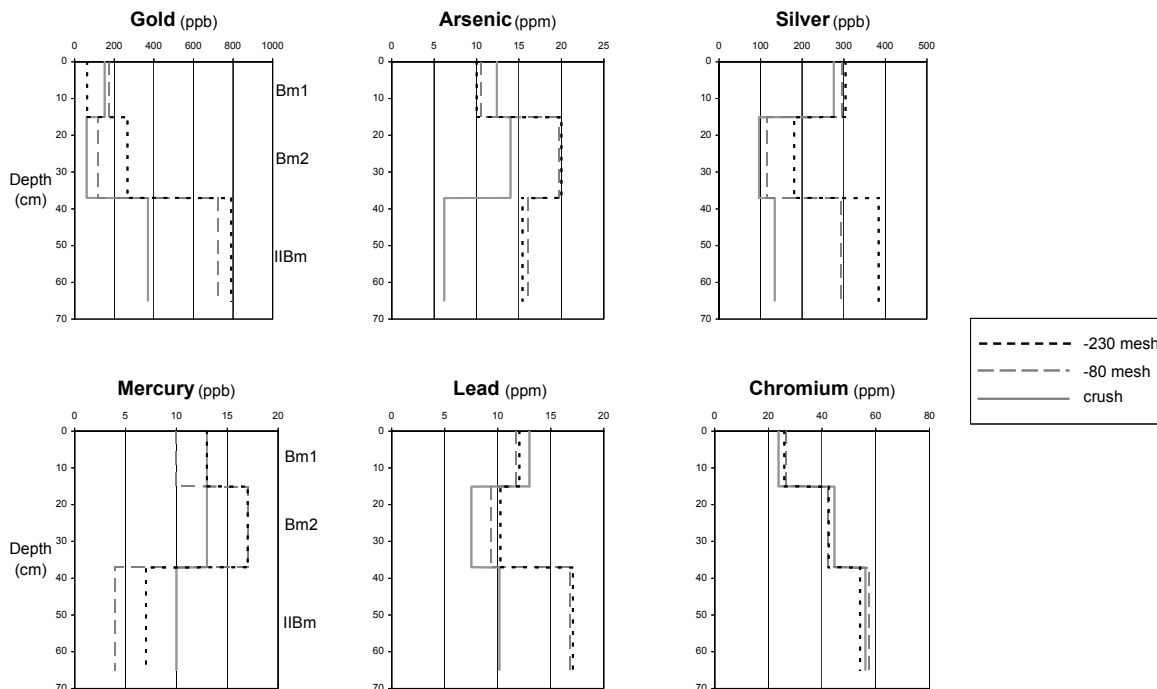 Gold (ppb)
0 200 400 600 800 1000
0
10
20
30
40
50
60
70
Depth
(cm)
Bm1
Bm2
IIBm
Arsenic (ppm)
0 5 10 15 20 25
0
10
20
30
40
50
60
70
Silver (ppb)
0 100 200 300 400 500
0
10
20
30
40
50
60
70
-230 mesh
-80 mesh
crush
Mercury (ppb)
0 5 10 15 20
0
10
20
30
40
50
60
70
Depth
(cm)
Bm1
Bm2
IIBm
Lead (ppm)
0 5 10 15 20
0
10
20
30
40
50
60
70
Chromium (ppm)
0 20 40 60 80
0
10
20
30
40
50
60
70